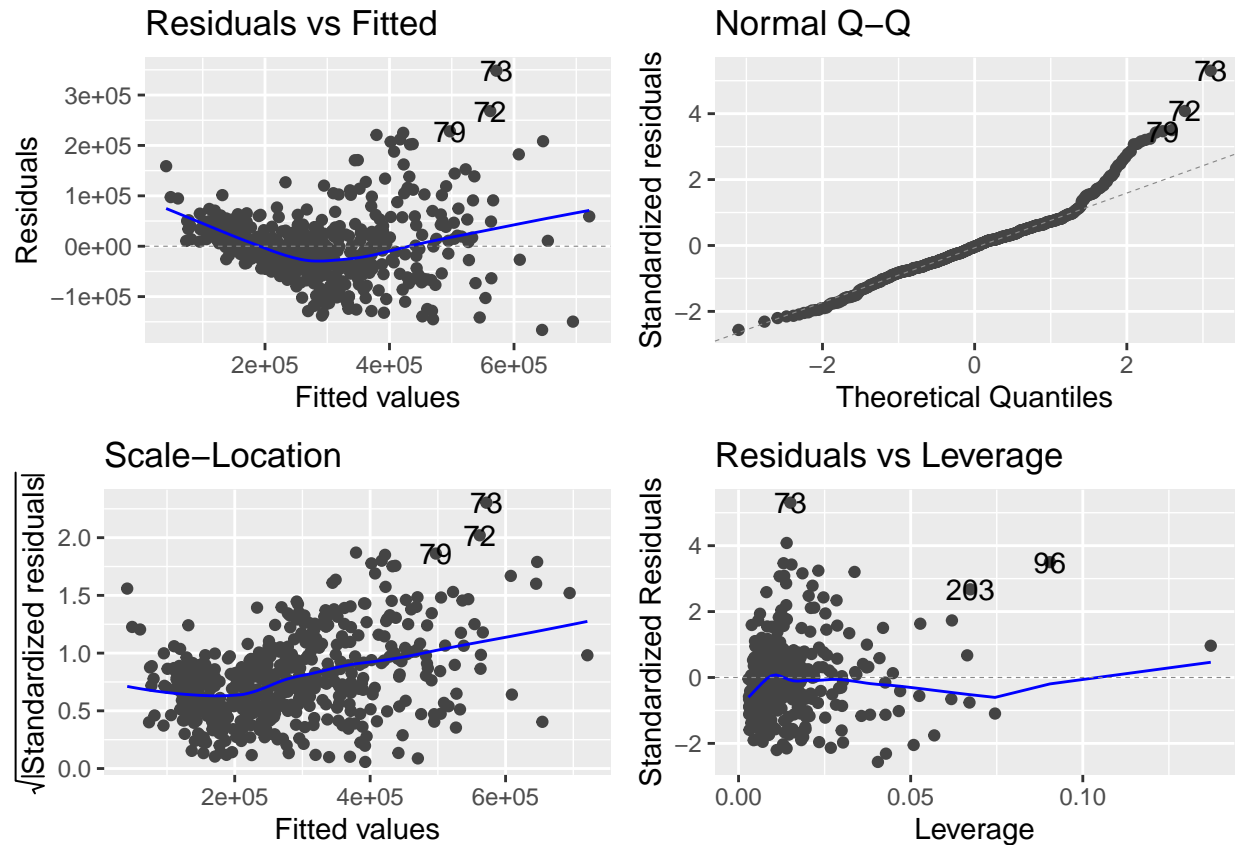 Residuals vs Fitted
Residuals
3e+05
2e+05
1e+05
0e+00
−1e+05
73
72
79
2e+05 4e+05 6e+05
Fitted values
Normal Q−Q
Standardized residuals
4
2
0
−2
73
72
79
−2 0 2
Theoretical Quantiles
Scale−Location
√|Standardized residuals|
2.0
1.5
1.0
0.5
0.0
73
72
79
2e+05 4e+05 6e+05
Fitted values
Residuals vs Leverage
Standardized Residuals
4
2
0
−2
73
96
203
0.00 0.05 0.10
Leverage